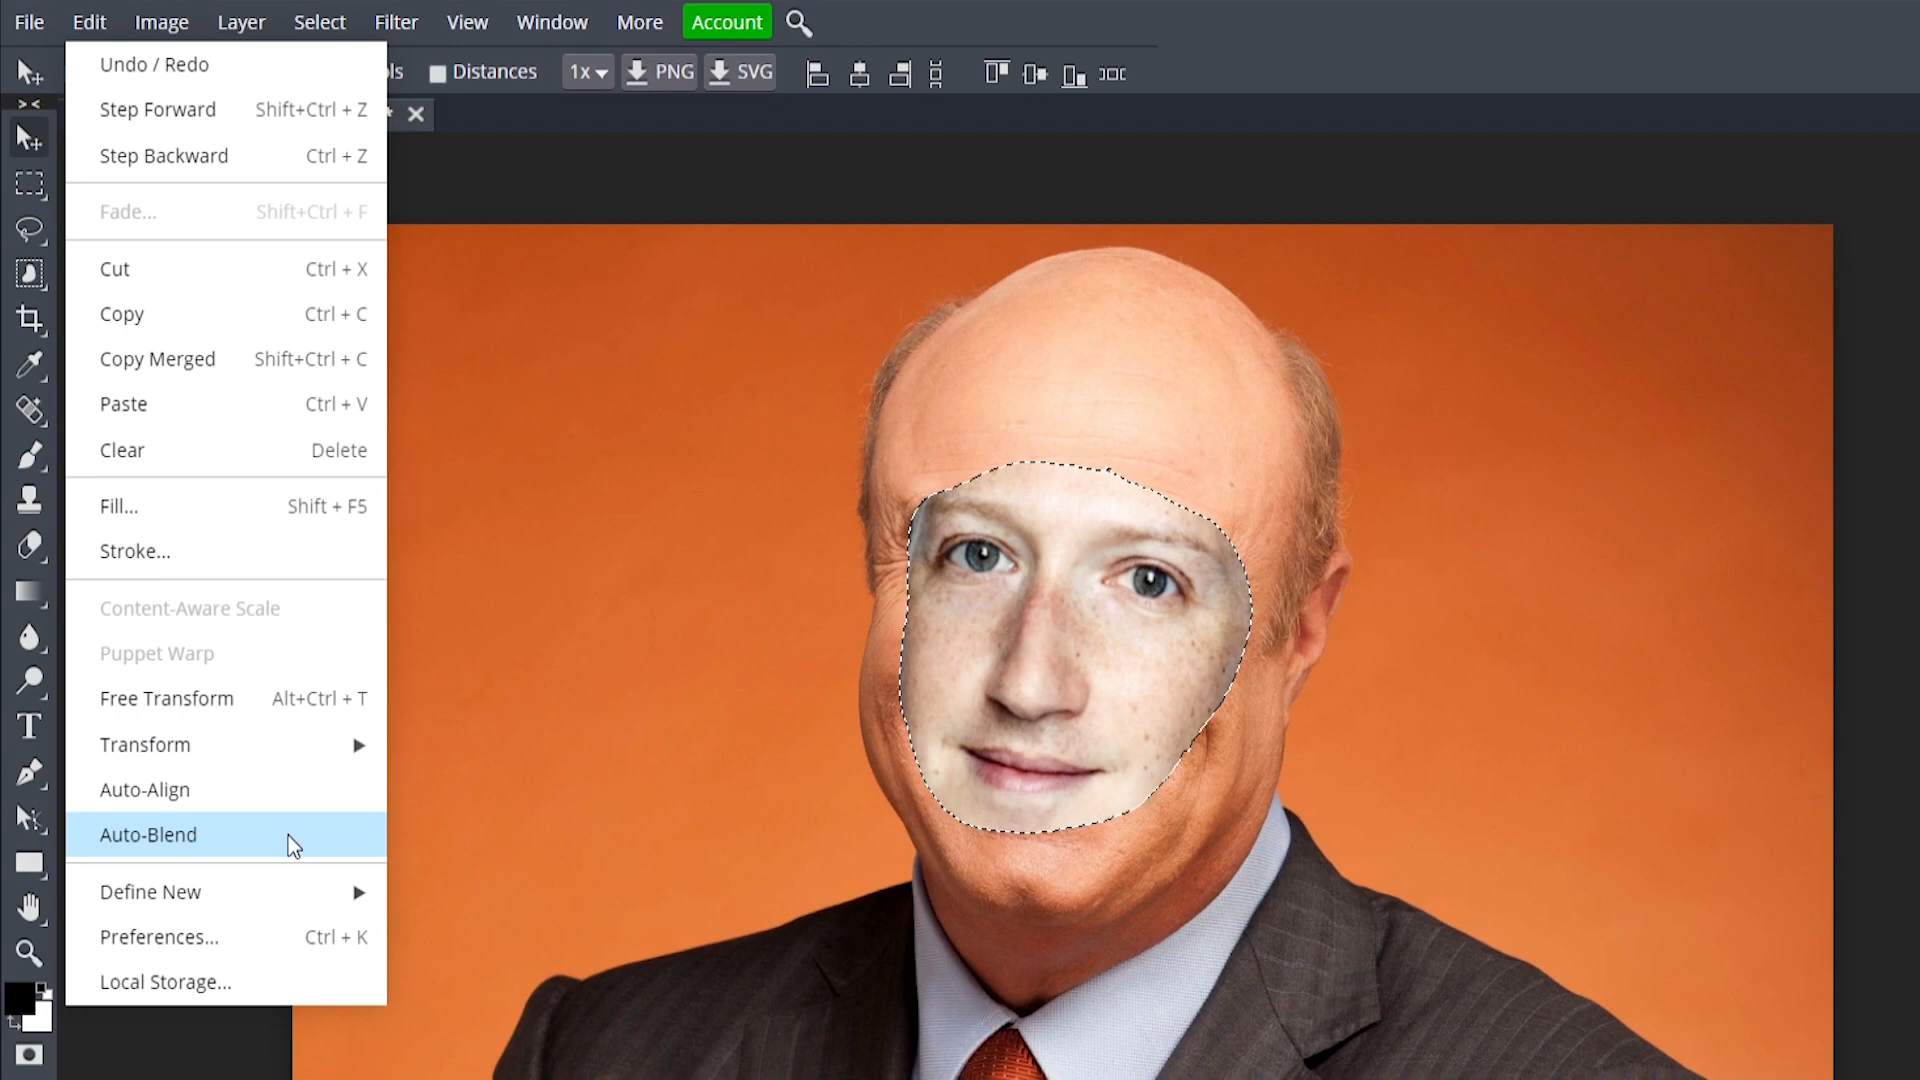 File Edit Image Layer Select Filter View Window More Account
Distances 1x PNG SVG
Undo / Redo
Step Forward Shift+Ctrl + Z
Step Backward Ctrl + Z
Fade... Shift+Ctrl + F
Cut Ctrl + X
Copy Ctrl + C
Copy Merged Shift+Ctrl + C
Paste Ctrl + V
Clear Delete
Fill... Shift + F5
Stroke...
Content-Aware Scale
Puppet Warp
Free Transform Alt+Ctrl + T
Transform
Auto-Align
Auto-Blend
Define New
Preferences... Ctrl + K
Local Storage...